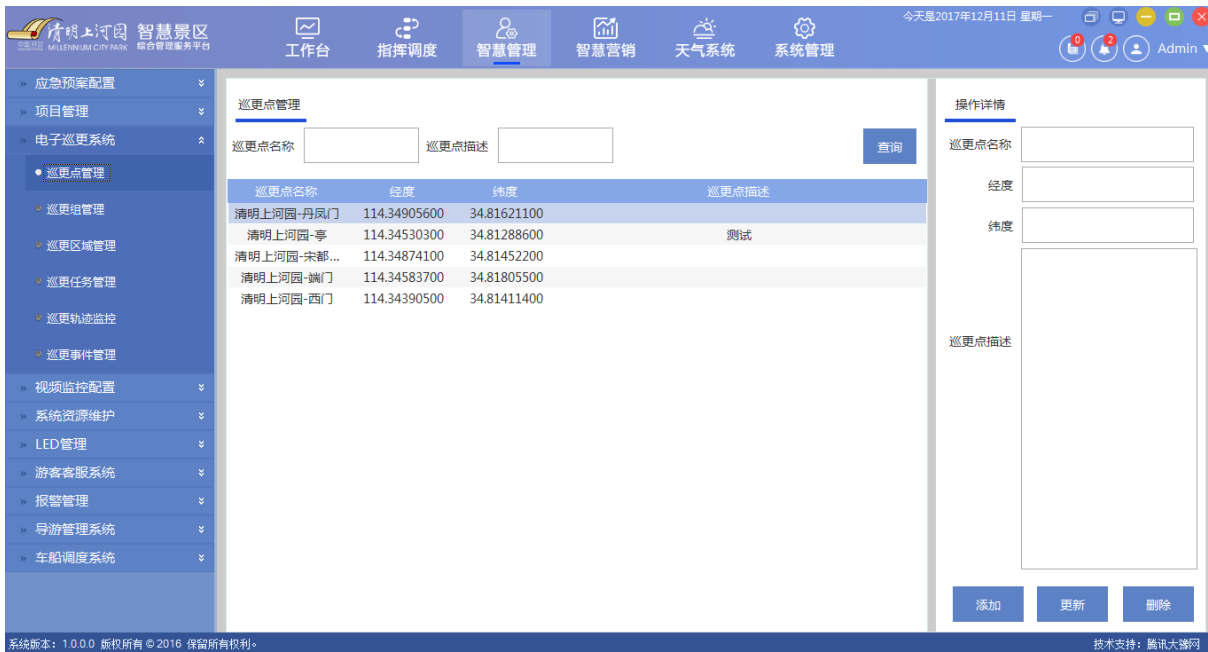 清明上河园 智慧景区
中国 开封 MILLENNIUM CITY PARK 综合管理服务平台
工作台
指挥调度
智慧管理
智慧营销
天气系统
系统管理
今天是2017年12月11日 星期一
0
2
Admin
应急预案配置
项目管理
电子巡更系统
巡更点管理
巡更组管理
巡更区域管理
巡更任务管理
巡更轨迹监控
巡更事件管理
视频监控配置
系统资源维护
LED管理
游客客服系统
报警管理
导游管理系统
车船调度系统
巡更点管理
巡更点名称 巡更点描述 查询
巡更点名称 经度 纬度 巡更点描述
清明上河园-丹凤门 114.34905600 34.81621100
清明上河园-亭 114.34530300 34.81288600 测试
清明上河园-宋都... 114.34874100 34.81452200
清明上河园-端门 114.34583700 34.81805500
清明上河园-西门 114.34390500 34.81411400
操作详情
巡更点名称
经度
纬度
巡更点描述
添加 更新 删除
系统版本：1.0.0.0 版权所有©2016 保留所有权利。
技术支持：腾讯大豫网